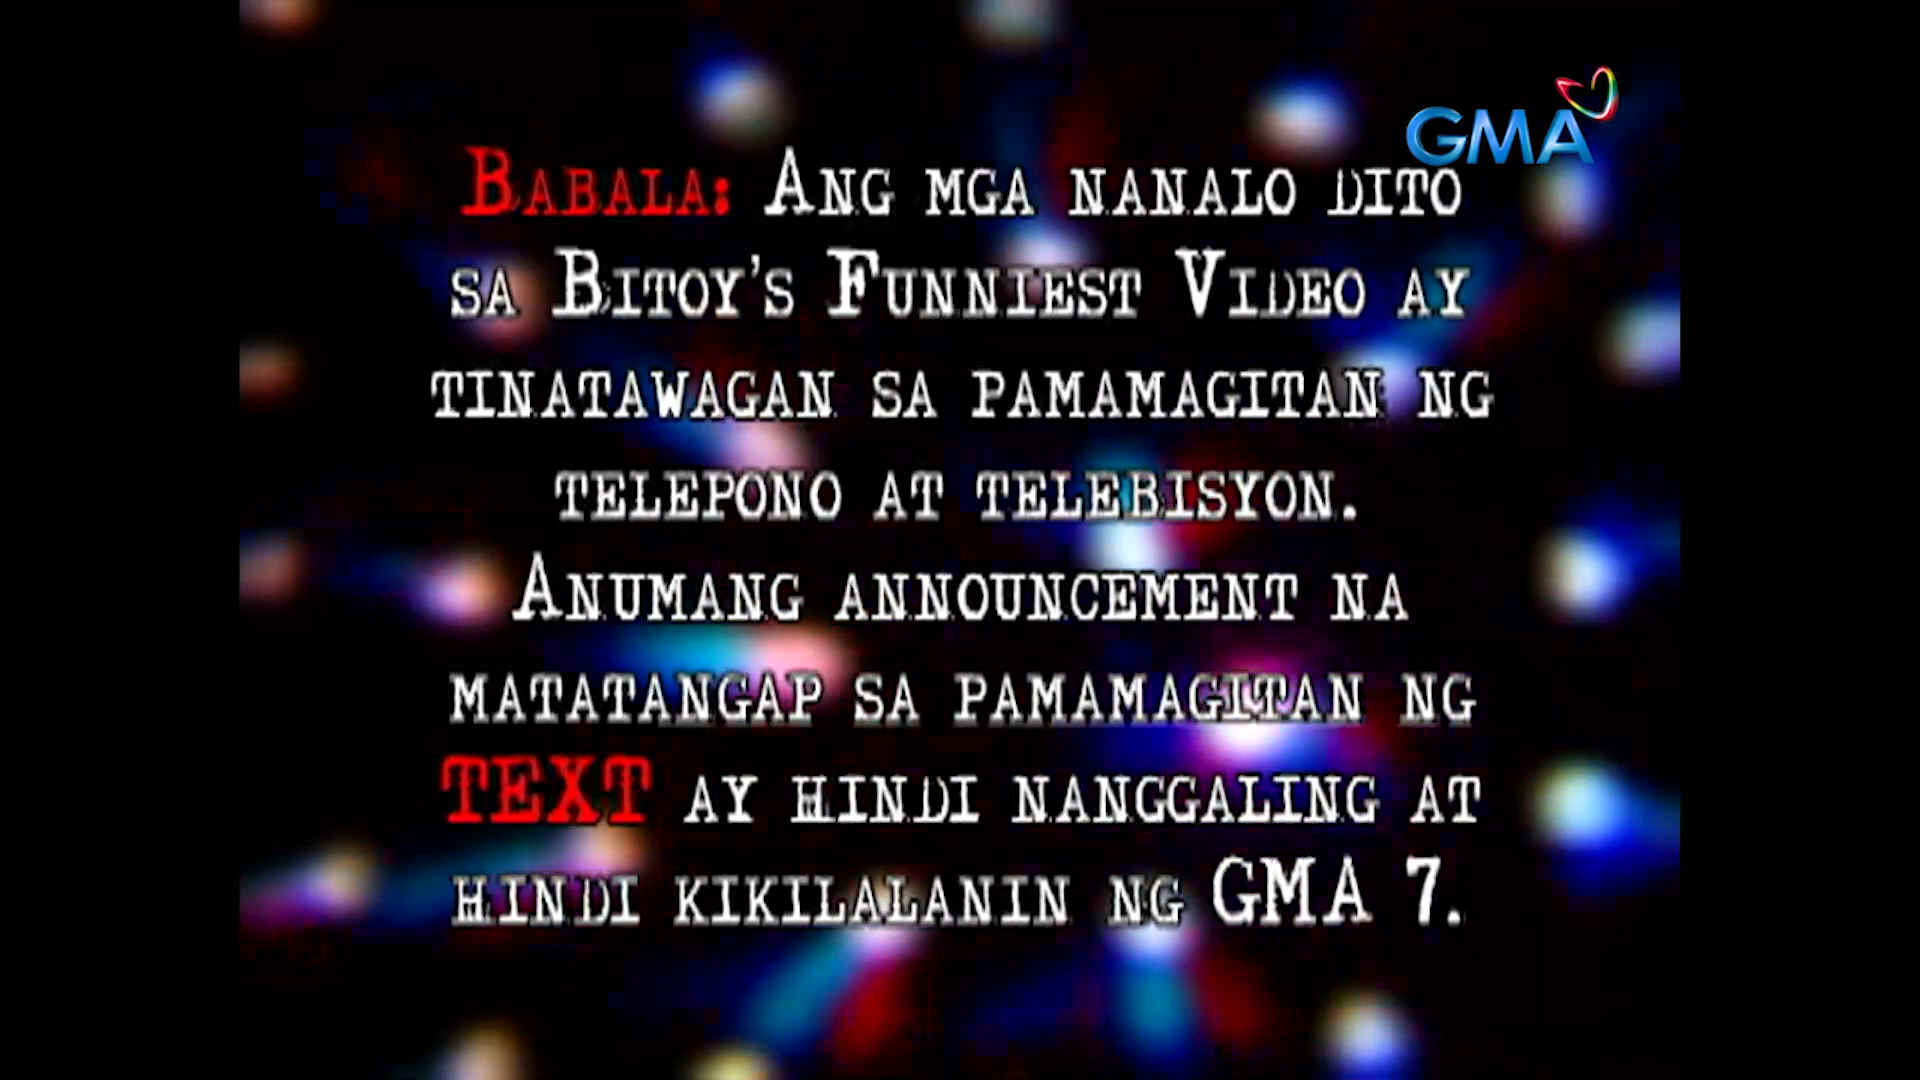 GMA
BABALA: ANG MGA NANALO DITO
SA BITOY'S FUNNIEST VIDEO AY
TINATAWAGAN SA PAMAMAGITAN NG
TELEPONO AT TELEBISYON.
ANUMANG ANNOUNCEMENT NA
MATATANGAP SA PAMAMAGITAN NG
TEXT AY HINDI NANGGALING AT
HINDI KIKILALANIN NG GMA 7.